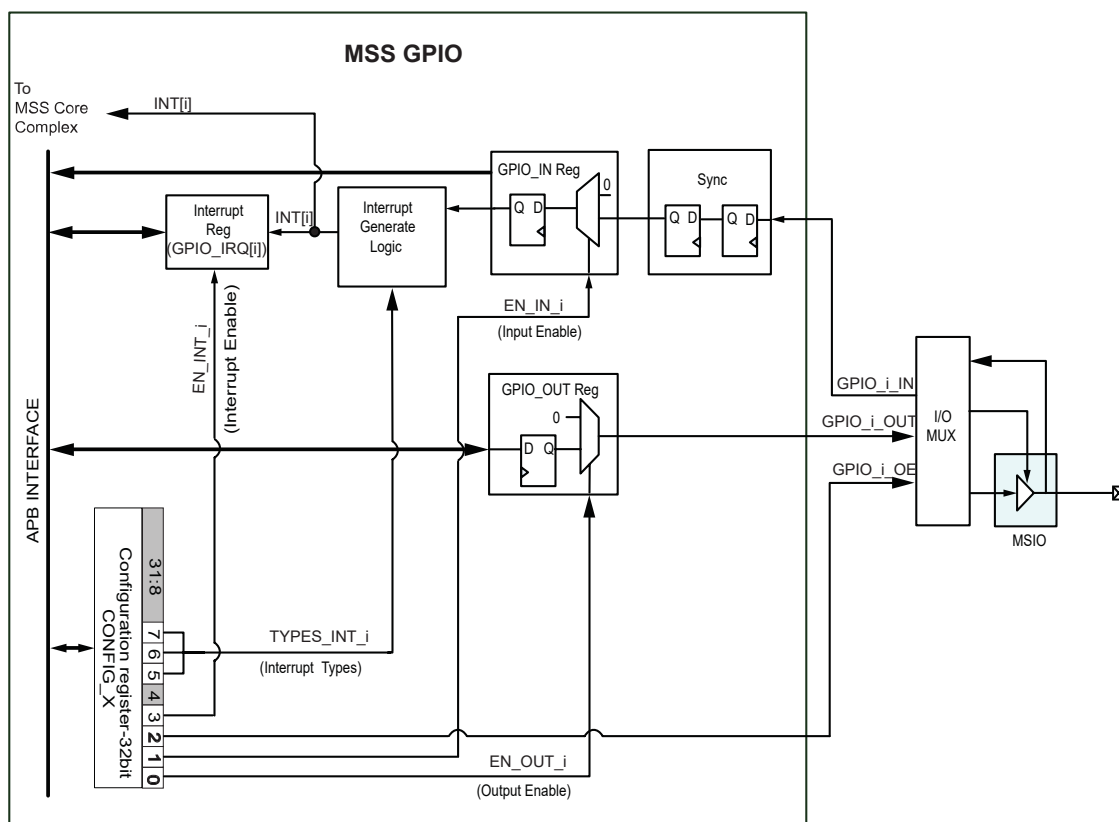 MSS GPIO
To
MSS Core
Complex
INT[i]
GPIO_IN Reg
0
Q D
Sync
Q D
Q D
Interrupt
Reg
(GPIO_IRQ[i])
INT[i]
Interrupt
Generate
Logic
EN_IN_i
(Input Enable)
EN_INT_i
(Interrupt Enable)
GPIO_OUT Reg
0
D Q
GPIO_i_IN
GPIO_i_OUT
GPIO_i_OE
I/O
MUX
MSIO
APB INTERFACE
Configuration register-32bit
CONFIG_X
31:8
7
6
5
4
3
2
1
0
TYPES_INT_i
(Interrupt Types)
EN_OUT_i
(Output Enable)